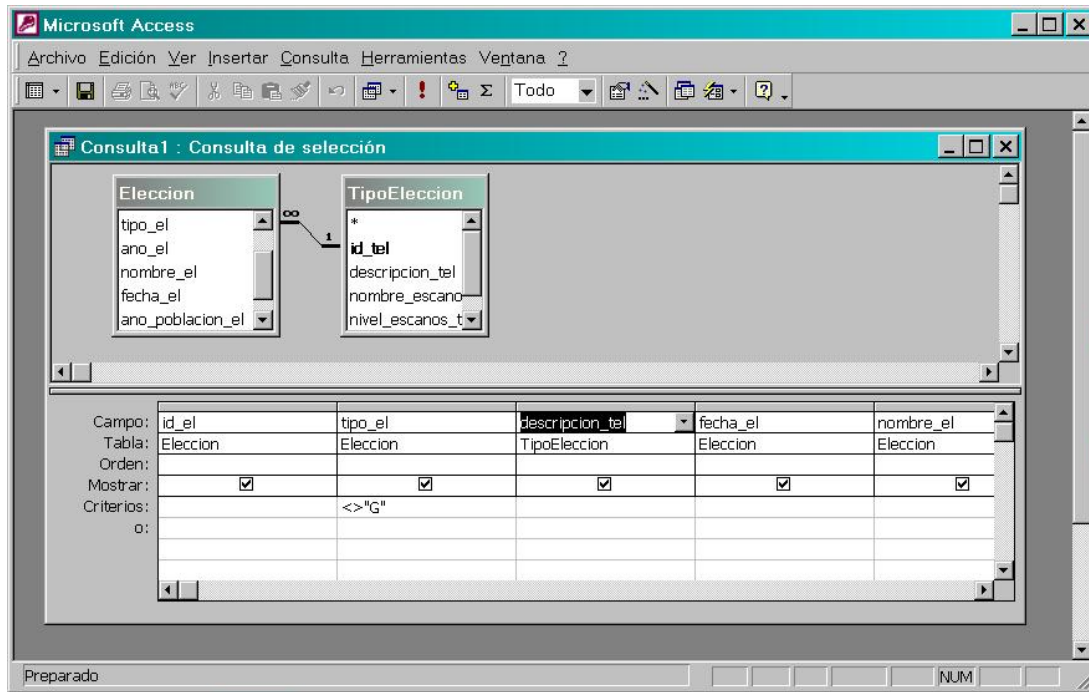 Microsoft Access
Archivo Edición Ver Insertar Consulta Herramientas Ventana ?
Todo
Consulta1 : Consulta de selección
Eleccion
tipo_el
ano_el
nombre_el
fecha_el
ano_poblacion_el
∞
1
TipoEleccion
*
id_tel
descripcion_tel
nombre_escano
nivel_escanos_t
Campo: id_el tipo_el descripcion_tel fecha_el nombre_el
Tabla: Eleccion Eleccion TipoEleccion Eleccion Eleccion
Orden:
Mostrar:
Criterios: <>"G"
o:
Preparado NUM